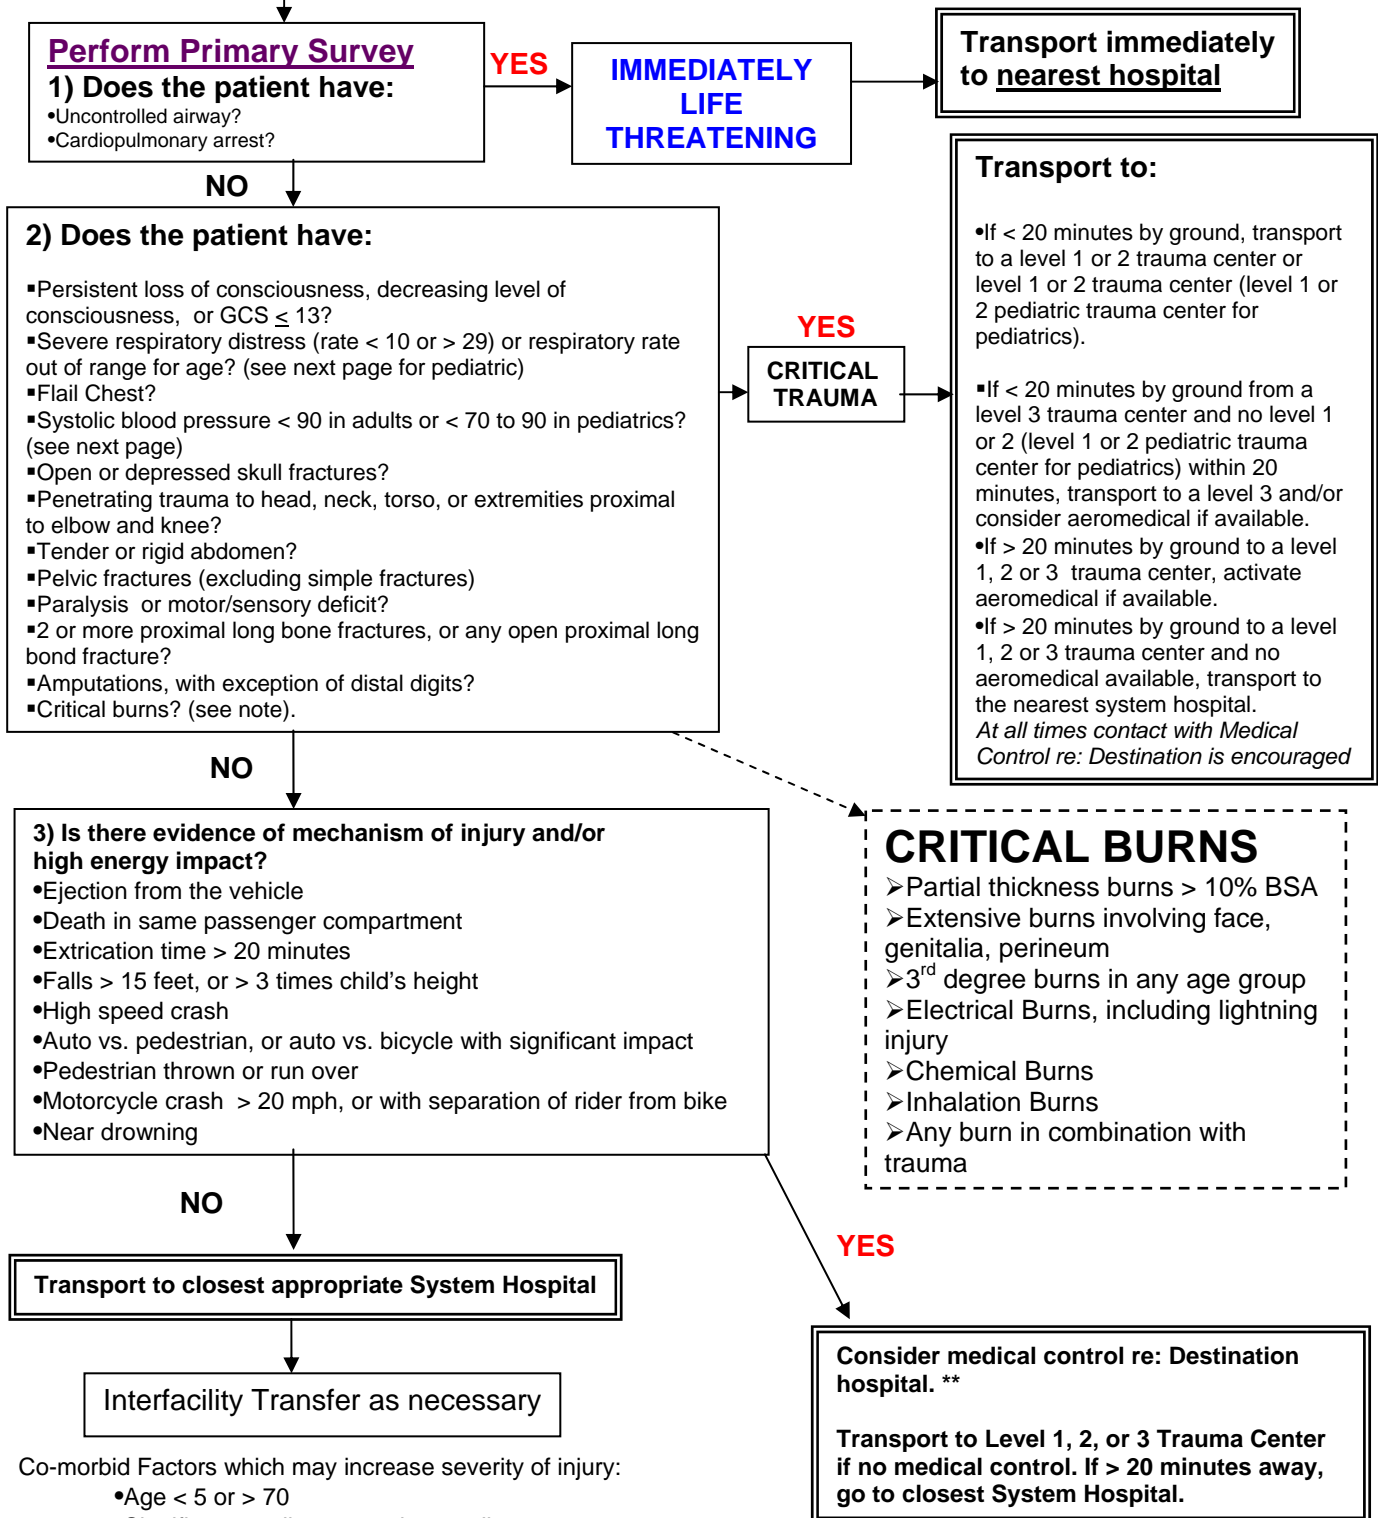 Perform Primary Survey
1) Does the patient have:
•Uncontrolled airway?
•Cardiopulmonary arrest?
YES
IMMEDIATELY
LIFE
THREATENING
Transport immediately
to nearest hospital
NO
2) Does the patient have:
▪Persistent loss of consciousness, decreasing level of
consciousness, or GCS < 13?
▪Severe respiratory distress (rate < 10 or > 29) or respiratory rate
out of range for age? (see next page for pediatric)
▪Flail Chest?
▪Systolic blood pressure < 90 in adults or < 70 to 90 in pediatrics?
(see next page)
▪Open or depressed skull fractures?
▪Penetrating trauma to head, neck, torso, or extremities proximal
to elbow and knee?
▪Tender or rigid abdomen?
▪Pelvic fractures (excluding simple fractures)
▪Paralysis or motor/sensory deficit?
▪2 or more proximal long bone fractures, or any open proximal long
bond fracture?
▪Amputations, with exception of distal digits?
▪Critical burns? (see note).
YES
CRITICAL
TRAUMA
Transport to:
•If < 20 minutes by ground, transport
to a level 1 or 2 trauma center or
level 1 or 2 trauma center (level 1 or
2 pediatric trauma center for
pediatrics).
▪If < 20 minutes by ground from a
level 3 trauma center and no level 1
or 2 (level 1 or 2 pediatric trauma
center for pediatrics) within 20
minutes, transport to a level 3 and/or
consider aeromedical if available.
•If > 20 minutes by ground to a level
1, 2 or 3 trauma center, activate
aeromedical if available.
•If > 20 minutes by ground to a level
1, 2 or 3 trauma center and no
aeromedical available, transport to
the nearest system hospital.
At all times contact with Medical
Control re: Destination is encouraged
NO
3) Is there evidence of mechanism of injury and/or
high energy impact?
•Ejection from the vehicle
•Death in same passenger compartment
•Extrication time > 20 minutes
•Falls > 15 feet, or > 3 times child's height
•High speed crash
•Auto vs. pedestrian, or auto vs. bicycle with significant impact
•Pedestrian thrown or run over
•Motorcycle crash > 20 mph, or with separation of rider from bike
•Near drowning
CRITICAL BURNS
➢Partial thickness burns > 10% BSA
➢Extensive burns involving face,
genitalia, perineum
➢3rd degree burns in any age group
➢Electrical Burns, including lightning
injury
➢Chemical Burns
➢Inhalation Burns
➢Any burn in combination with
trauma
NO
YES
Transport to closest appropriate System Hospital
Interfacility Transfer as necessary
Consider medical control re: Destination
hospital. **
Transport to Level 1, 2, or 3 Trauma Center
if no medical control. If > 20 minutes away,
go to closest System Hospital.
Co-morbid Factors which may increase severity of injury:
•Age < 5 or > 70